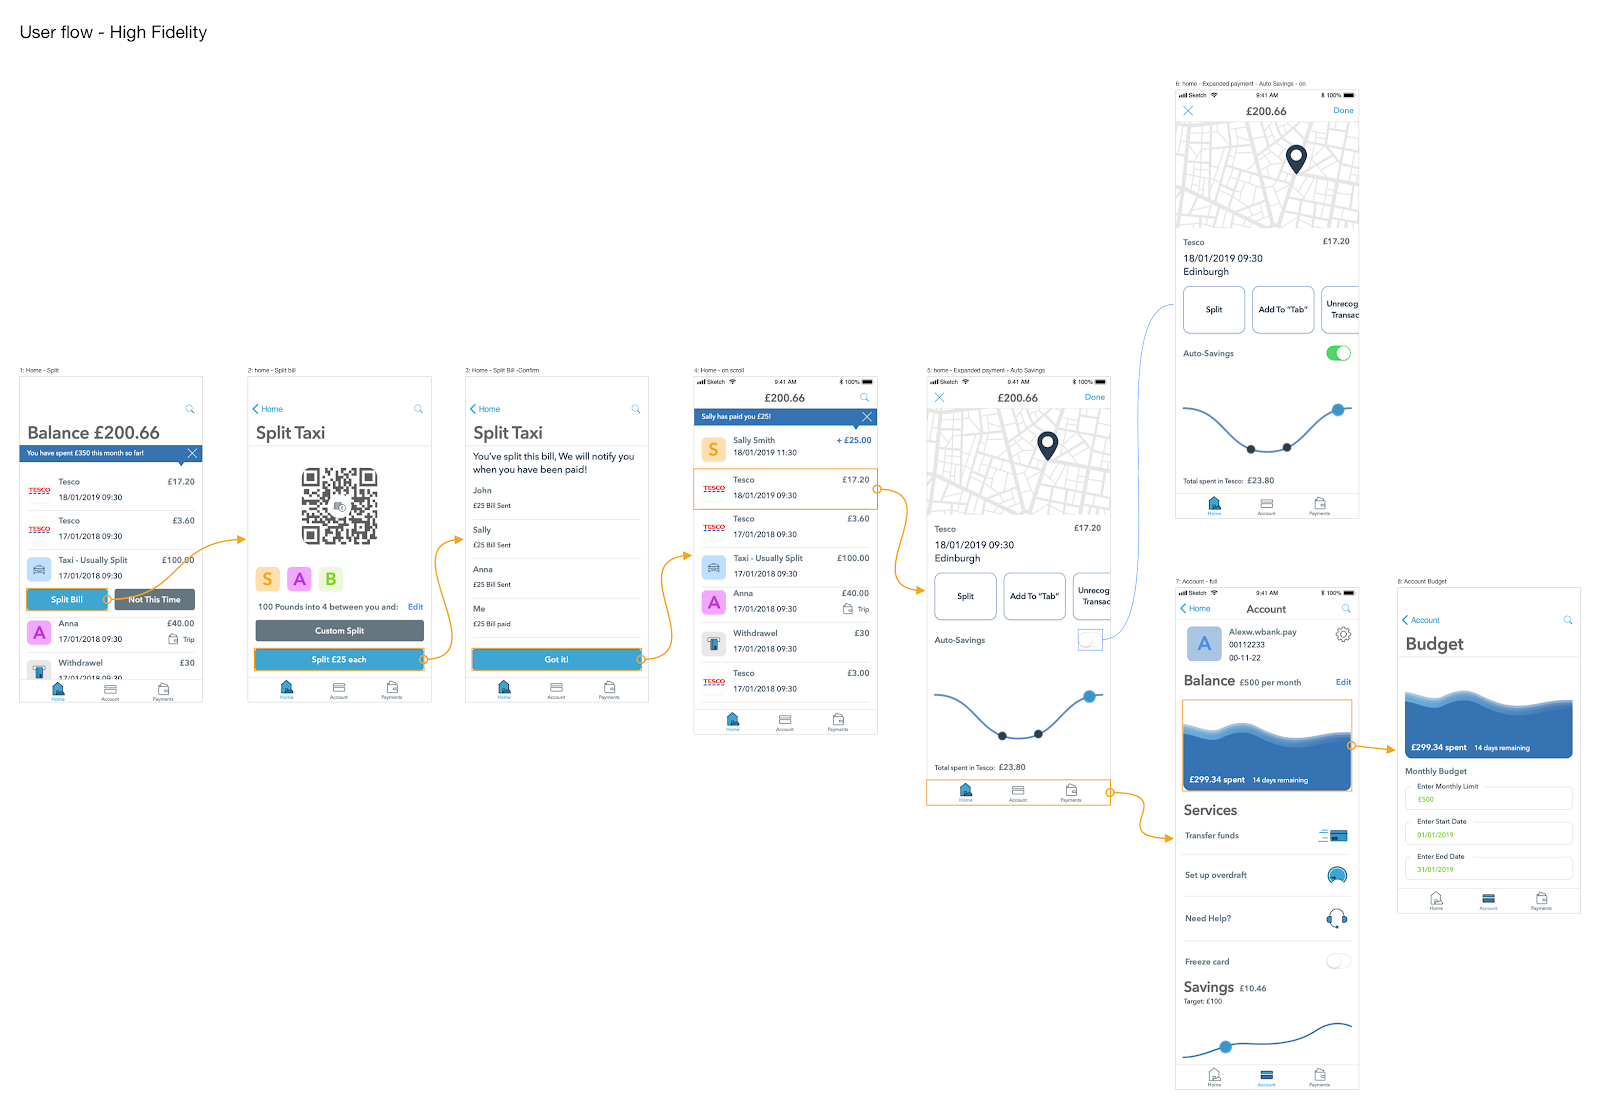 User flow - High Fidelity
1: Home - Split
Balance £200.66
You have spent £350 this month so far!
TESCO
Tesco
£17.20
18/01/2019 09:30
TESCO
Tesco
£3.60
17/01/2018 09:30
Taxi - Usually Split
£100.00
17/01/2018 09:30
Split Bill
Not This Time
A
Anna
£40.00
17/01/2018 09:30
Trip
Withdrawel
£30
17/01/2018 09:30
Home
Account
Payments
2: home - Split bill
Home
Split Taxi
S
A
B
100 Pounds into 4 between you and:
Edit
Custom Split
Split £25 each
Home
Account
Payments
3: Home - Split Bill -Confirm
Home
Split Taxi
You've split this bill, We will notify you
when you have been paid!
John
£25 Bill Sent
Sally
£25 Bill Sent
Anna
£25 Bill Sent
Me
£25 Bill paid
Got it!
Home
Account
Payments
4: Home - on scroll
Sketch
9:41 AM
100%
£200.66
Sally has paid you £25!
S
Sally Smith
+ £25.00
18/01/2019 11:30
TESCO
Tesco
£17.20
18/01/2019 09:30
TESCO
Tesco
£3.60
17/01/2018 09:30
Taxi - Usually Split
£100.00
17/01/2018 09:30
A
Anna
£40.00
17/01/2018 09:30
Trip
Withdrawel
£30
17/01/2018 09:30
TESCO
Tesco
£3.00
17/01/2018 09:30
Home
Account
Payments
5: home - Expanded payment - Auto Savings
Sketch
9:41 AM
100%
£200.66
Done
Tesco
£17.20
18/01/2019 09:30
Edinburgh
Split
Add To "Tab"
Unrecog
Transac
Auto-Savings
Total spent in Tesco: £23.80
Home
Account
Payments
6: home - Expanded payment - Auto Savings - on
Sketch
9:41 AM
100%
£200.66
Done
Tesco
£17.20
18/01/2019 09:30
Edinburgh
Split
Add To "Tab"
Unrecog
Transac
Auto-Savings
Total spent in Tesco: £23.80
Home
Account
Payments
7: Account - full
Sketch
9:41 AM
100%
Home
Account
A
Alexw.wbank.pay
00112233
00-11-22
Balance £500 per month
Edit
£299.34 spent 14 days remaining
Services
Transfer funds
Set up overdraft
Need Help?
Freeze card
Savings £10.46
Target: £100
Home
Account
Payments
8: Account Budget
Account
Budget
£299.34 spent 14 days remaining
Monthly Budget
Enter Monthly Limit
£500
Enter Start Date
01/01/2019
Enter End Date
31/01/2019
Home
Account
Payments